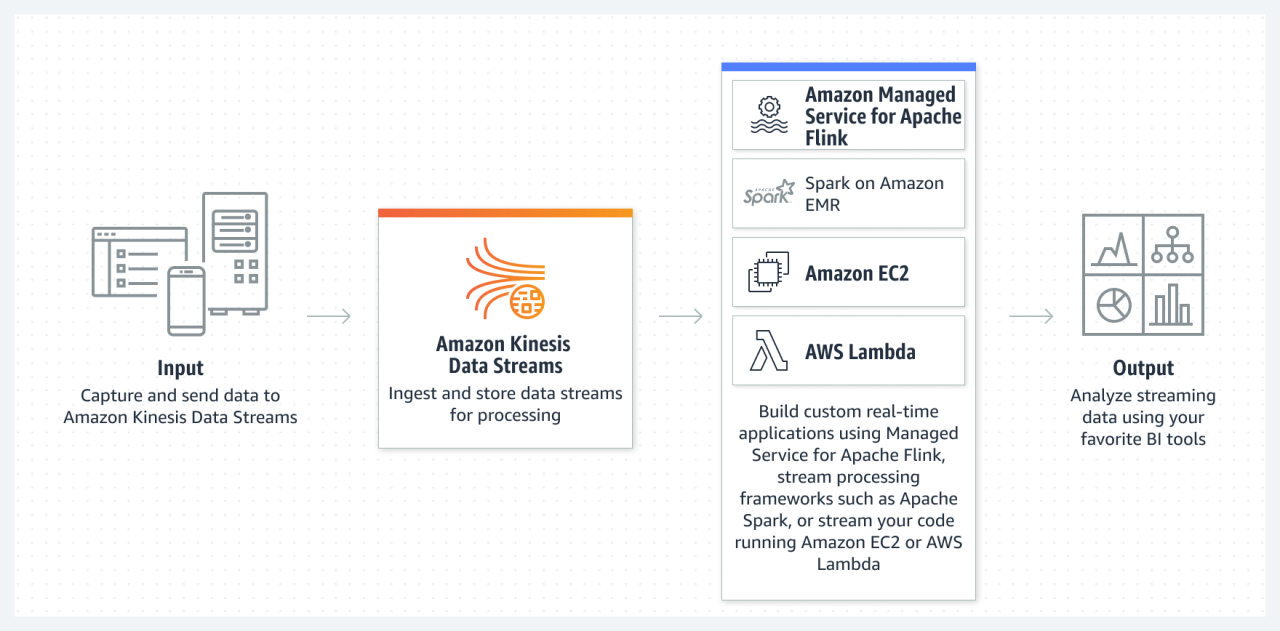 Input
Capture and send data to
Amazon Kinesis Data Streams
Amazon Kinesis
Data Streams
Ingest and store data streams
for processing
Amazon Managed
Service for Apache
Flink
APACHE
Spark
Spark on Amazon
EMR
Amazon EC2
AWS Lambda
Build custom real-time
applications using Managed
Service for Apache Flink,
stream processing
frameworks such as Apache
Spark, or stream your code
running Amazon EC2 or AWS
Lambda
Output
Analyze streaming
data using your
favorite BI tools